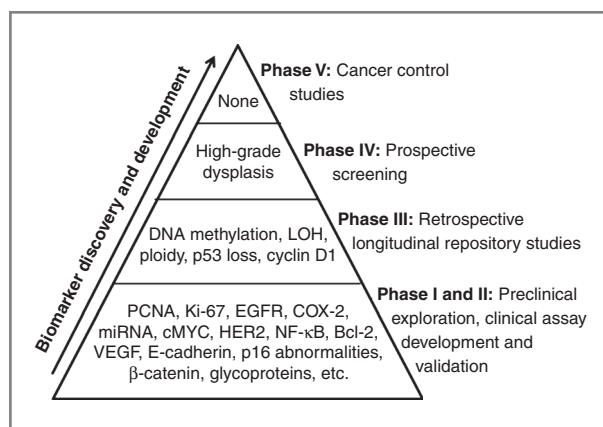 Biomarker discovery and development
None
Phase V: Cancer control
studies
High-grade
dysplasis
Phase IV: Prospective
screening
DNA methylation, LOH,
ploidy, p53 loss, cyclin D1
Phase III: Retrospective
longitudinal repository studies
PCNA, Ki-67, EGFR, COX-2,
miRNA, cMYC, HER2, NF-κB, Bcl-2,
VEGF, E-cadherin, p16 abnormalities,
β-catenin, glycoproteins, etc.
Phase I and II: Preclinical
exploration, clinical assay
development and
validation